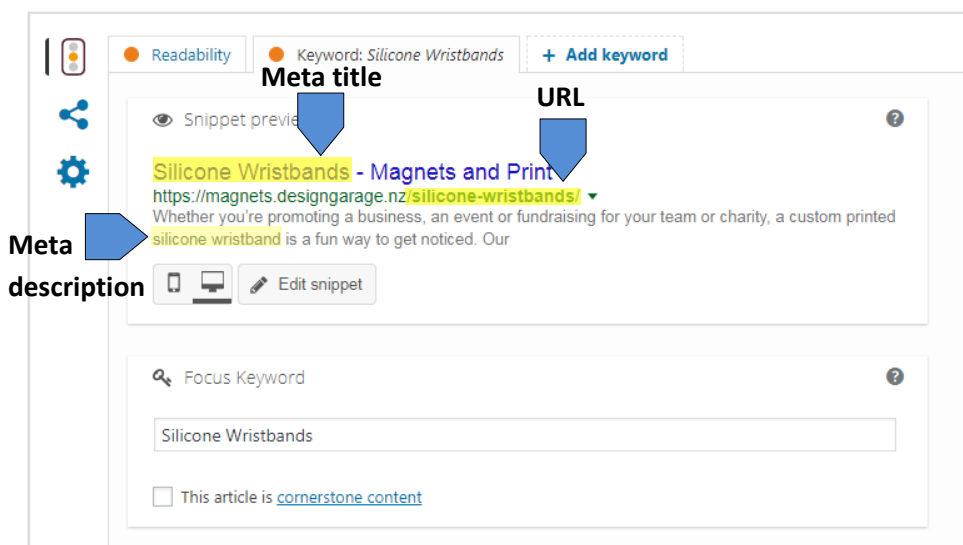 Readability
Keyword: Silicone Wristbands
+ Add keyword
Meta title
URL
Snippet
Silicone Wristbands - Magnets and Print
https://magnets.designgarage.nz/silicone-wristbands/
Whether you're promoting a business, an event or fundraising for your team or charity, a custom printed
silicone wristband is a fun way to get noticed. Our
Meta
description
Edit snippet
Focus Keyword
Silicone Wristbands
This article is cornerstone content